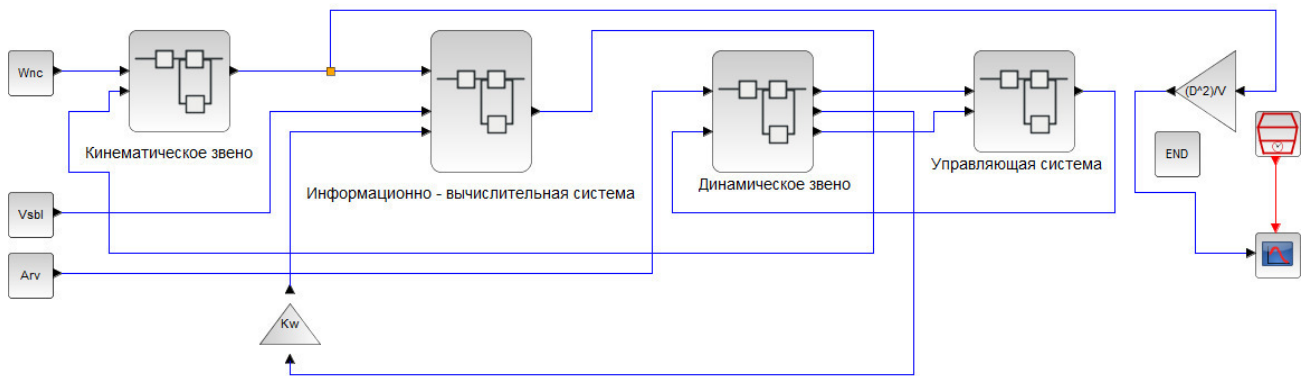 Wnc
(D^2)/V
Кинематическое звено
END
Управляющая система
Информационно - вычислительная система
Динамическое звено
Vsbl
Arv
Kw